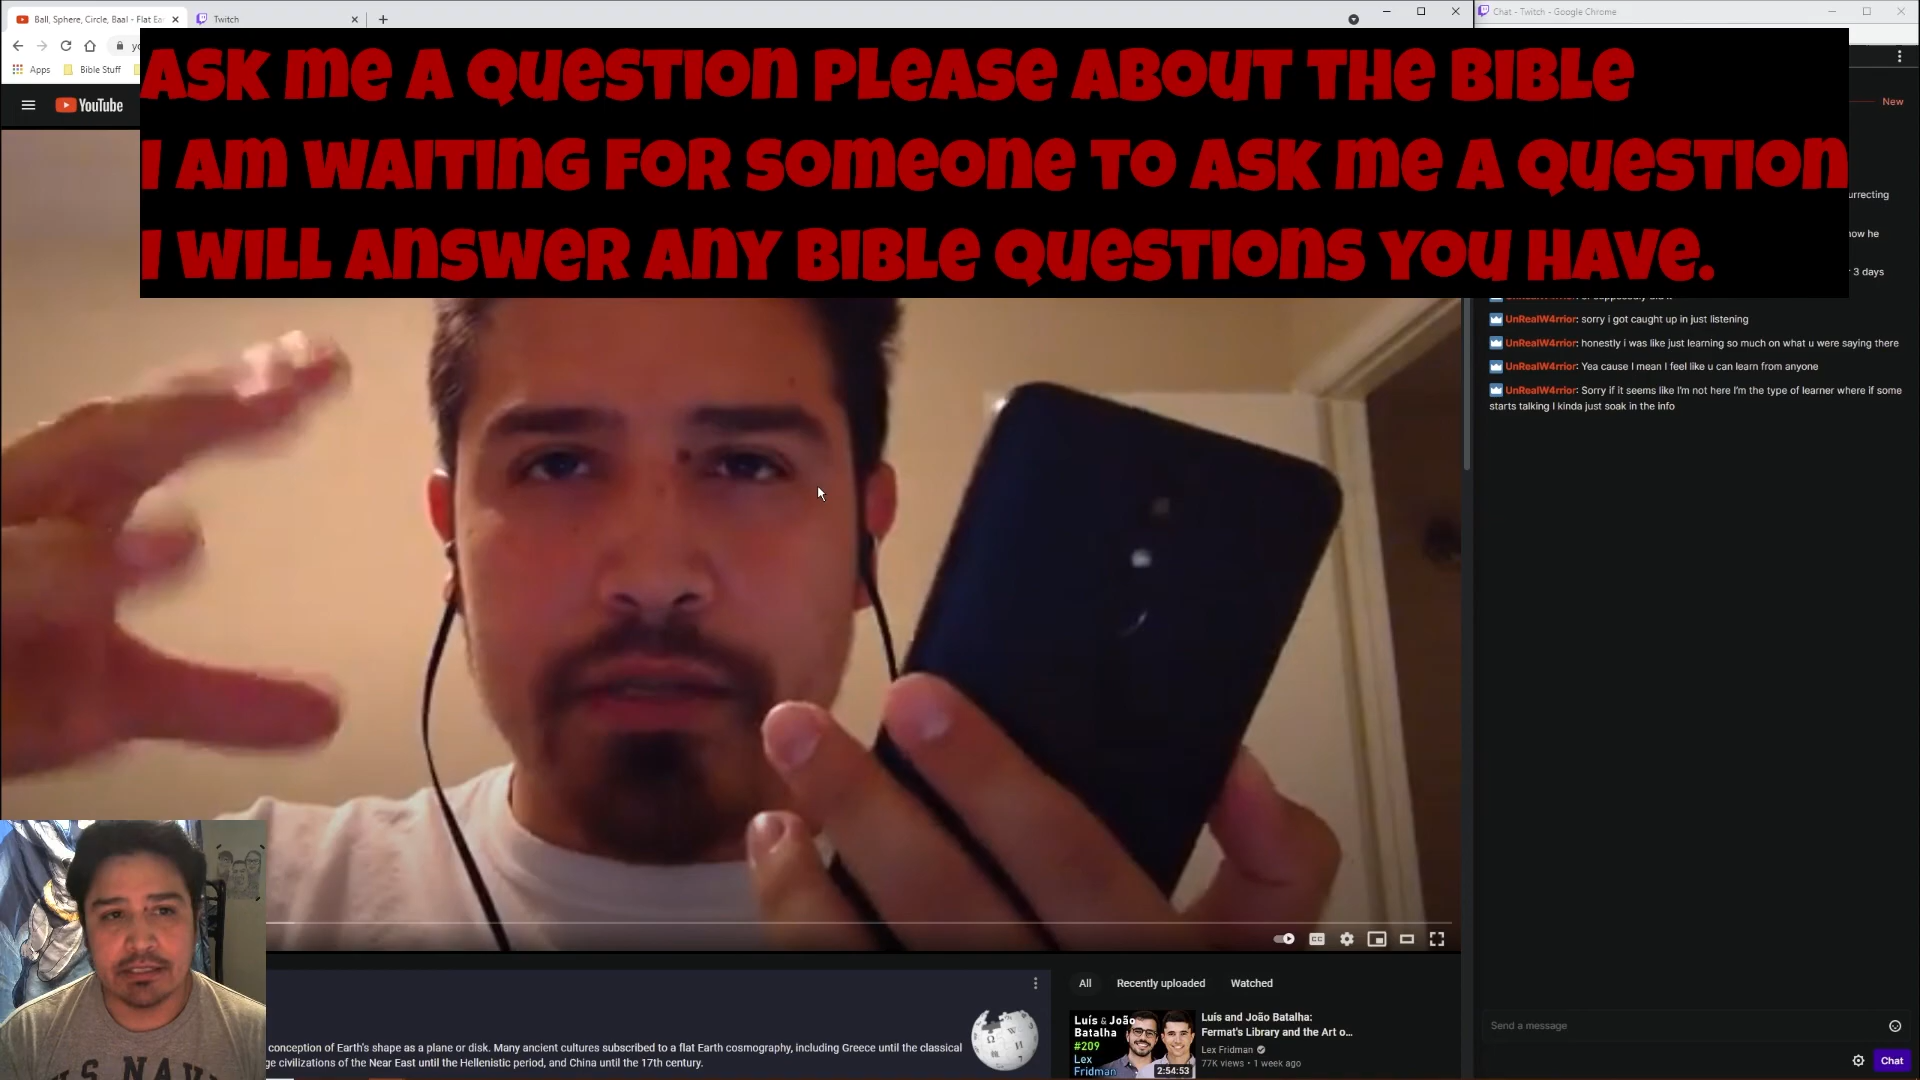 Ball, Sphere, Circle, Baal - Flat Ea
Twitch
Chat - Twitch - Google Chrome
Apps
Bible Stuff
YouTube
ASK ME A QUESTION PLEASE ABOUT THE BIBLE
I AM WAITING FOR SOMEONE TO ASK ME A QUESTION
I WILL ANSWER ANY BIBLE QUESTIONS YOU HAVE.
New
urrecting
now he
3 days
UnRealW4rrior: sorry i got caught up in just listening
UnRealW4rrior: honestly i was like just learning so much on what u were saying there
UnRealW4rrior: Yea cause I mean I feel like u can learn from anyone
UnRealW4rrior: Sorry if it seems like I'm not here I'm the type of learner where if some
starts talking I kinda just soak in the info
CC
All
Recently uploaded
Watched
Luís & João
Batalha
#209
Lex
Fridman
2:54:53
Luís and João Batalha:
Fermat's Library and the Art o...
Lex Fridman
77K views • 1 week ago
conception of Earth's shape as a plane or disk. Many ancient cultures subscribed to a flat Earth cosmography, including Greece until the classical
ge civilizations of the Near East until the Hellenistic period, and China until the 17th century.
Send a message
Chat